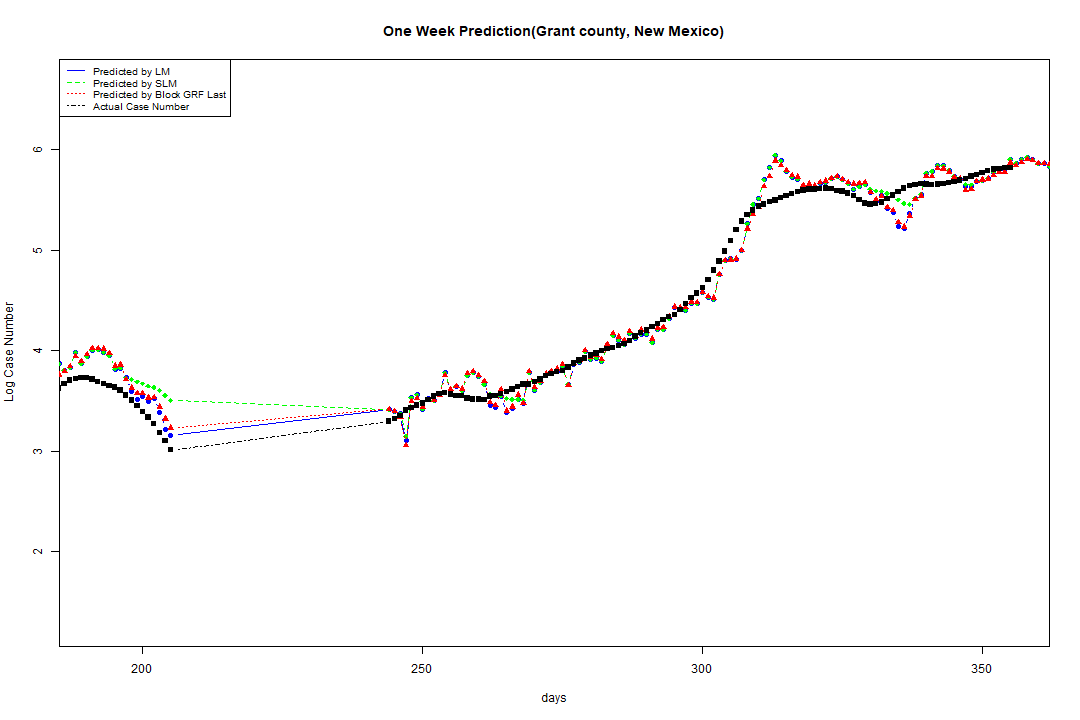 One Week Prediction(Grant county, New Mexico)
Predicted by LM
Predicted by SLM
Predicted by Block GRF Last
Actual Case Number
6
5
4
3
2
Log Case Number
200
250
300
350
days